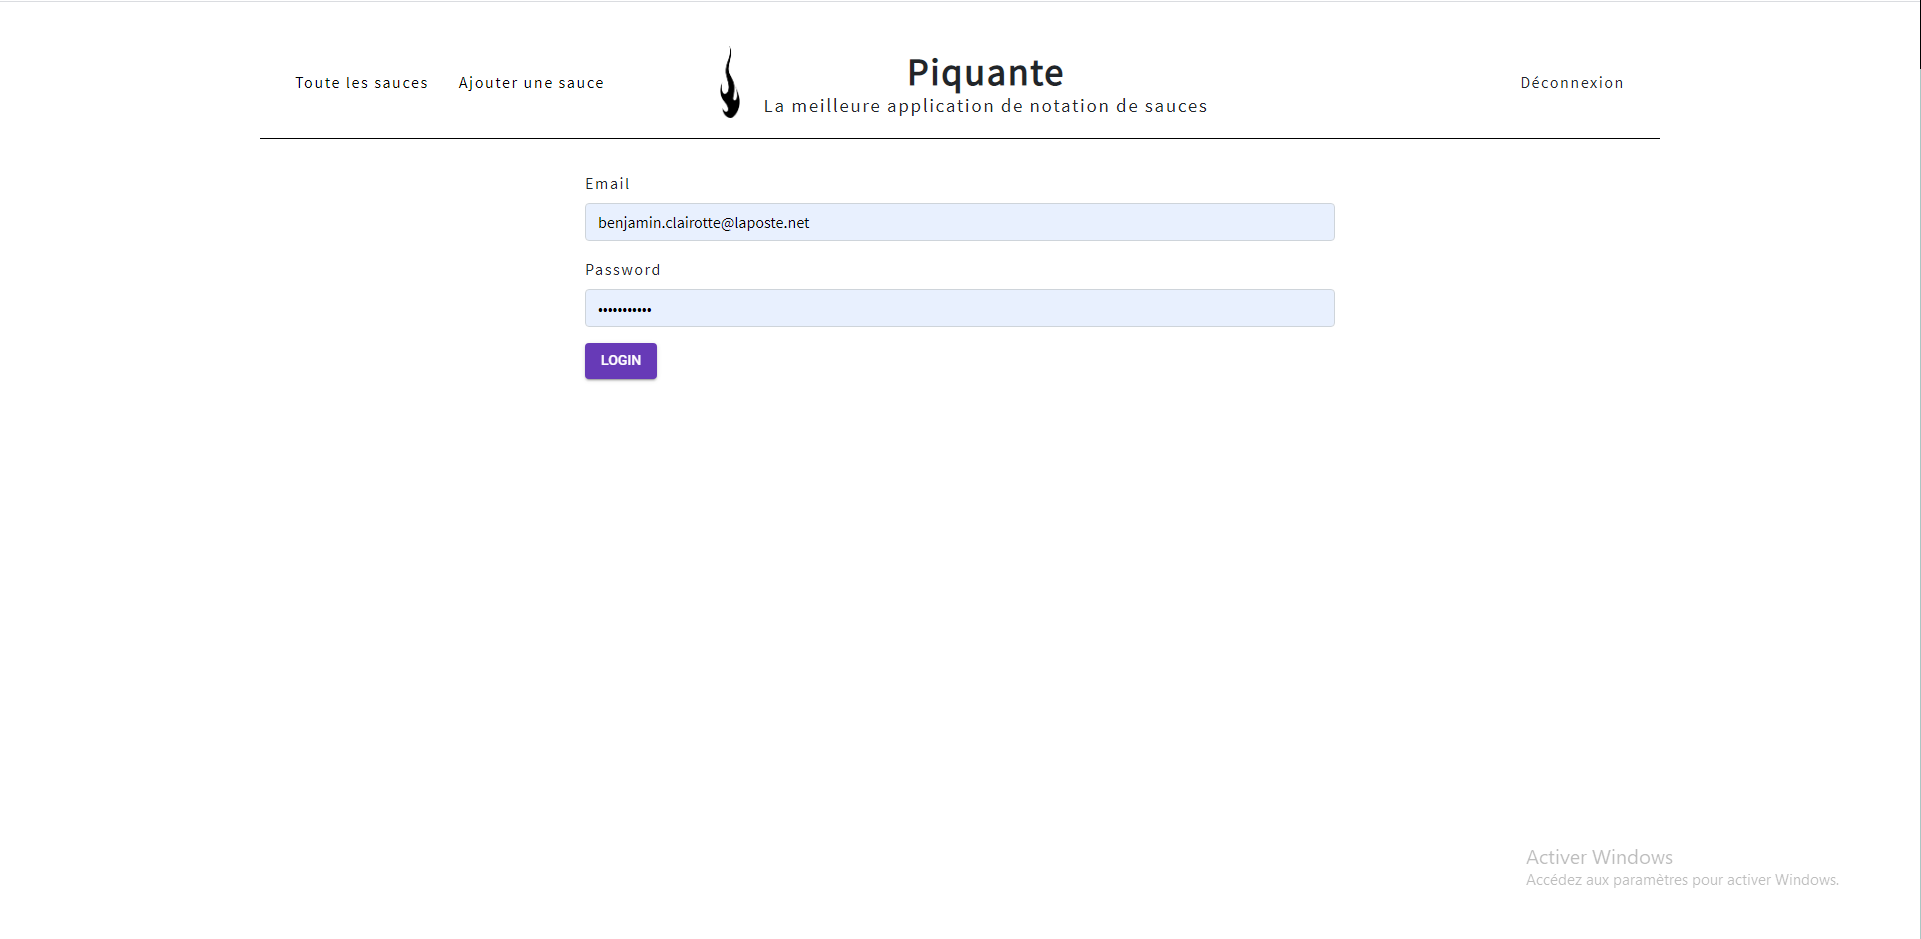 Toute les sauces
Ajouter une sauce
Piquante
La meilleure application de notation de sauces
Déconnexion
Email
benjamin.clairotte@laposte.net
Password
•••••••••••
LOGIN
Activer Windows
Accédez aux paramètres pour activer Windows.